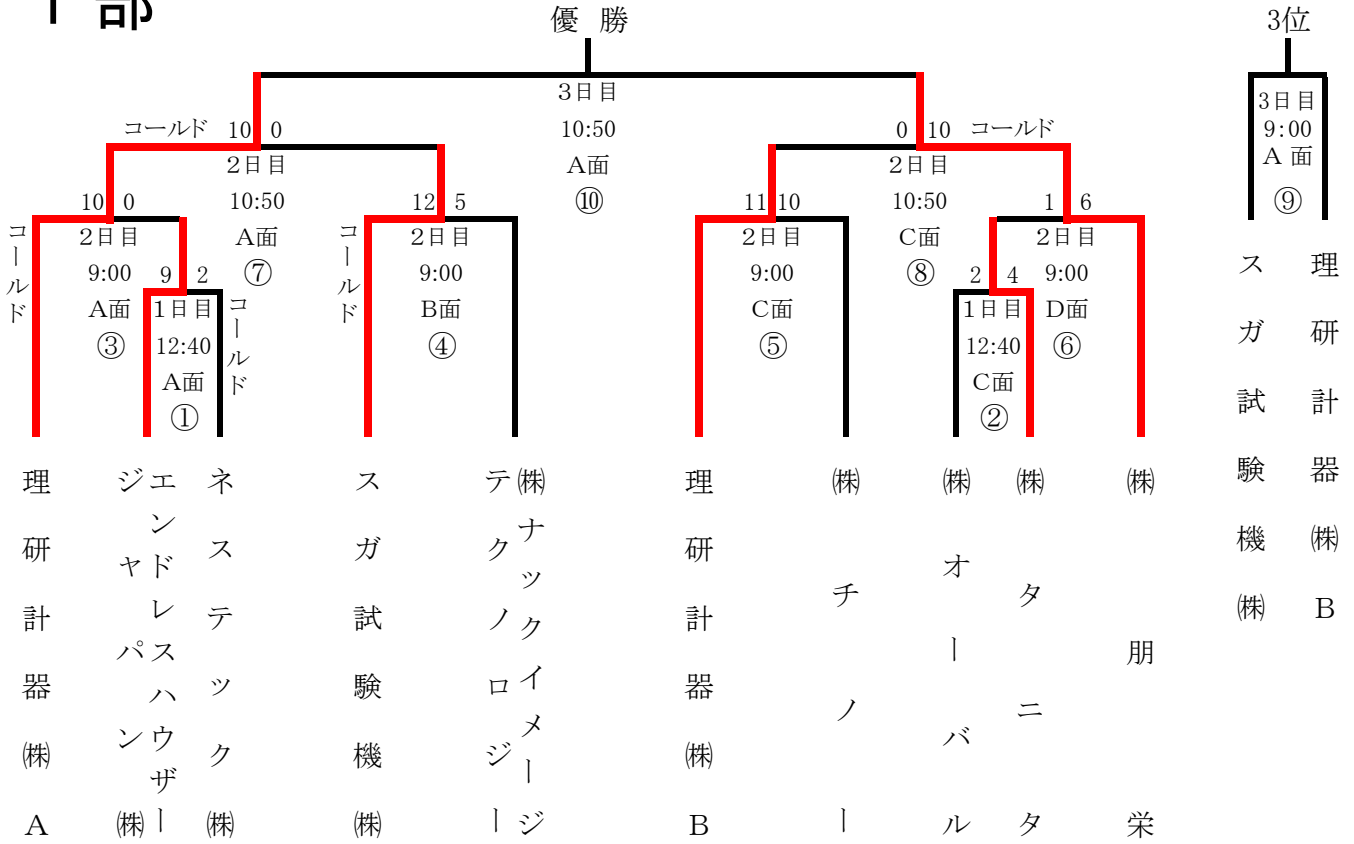 部
優 勝
3位
3日目
10:50
A面
⑩
3日目
9:00
A 面
⑨
コールド 10 0
2日目
10:50
A面
⑦
0 10 コールド
2日目
10:50
C面
⑧
コールド
10 0
2日目
9:00
A面
③
9 2
コールド
1日目
12:40
A面
①
コールド
12 5
2日目
9:00
B面
④
11 10
2日目
9:00
C面
⑤
2 4
1日目
12:40
C面
②
1 6
2日目
9:00
D面
⑥
理研計器㈱A
エンドレスハウザー
ジャパン㈱
ネステック㈱
スガ試験機㈱
㈱ナックイメージ
テクノロジー
理研計器㈱B
㈱チノー
㈱オーバル
㈱タニタ
㈱朋栄
スガ試験機㈱
理研計器㈱B